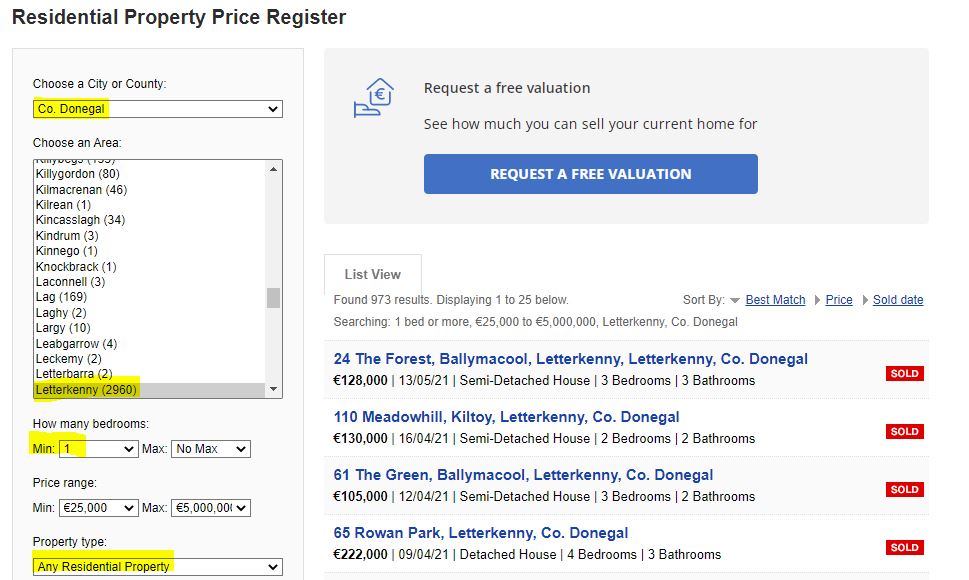 Residential Property Price Register
Choose a City or County:
Co. Donegal
Choose an Area:
Killybegs (153)
Killygordon (80)
Kilmacrenan (46)
Kilrean (1)
Kincasslagh (34)
Kindrum (3)
Kinnego (1)
Knockbrack (1)
Laconnell (3)
Lag (169)
Laghy (2)
Largy (10)
Leabgarrow (4)
Leckemy (2)
Letterbarra (2)
Letterkenny (2960)
How many bedrooms:
Min: 1 Max: No Max
Price range:
Min: €25,000 Max: €5,000,00
Property type:
Any Residential Property
€
Request a free valuation
See how much you can sell your current home for
REQUEST A FREE VALUATION
List View
Found 973 results. Displaying 1 to 25 below. Sort By: Best Match Price Sold date
Searching: 1 bed or more, €25,000 to €5,000,000, Letterkenny, Co. Donegal
24 The Forest, Ballymacool, Letterkenny, Letterkenny, Co. Donegal
€128,000 | 13/05/21 | Semi-Detached House | 3 Bedrooms | 3 Bathrooms
SOLD
110 Meadowhill, Kiltoy, Letterkenny, Co. Donegal
€130,000 | 16/04/21 | Semi-Detached House | 2 Bedrooms | 2 Bathrooms
SOLD
61 The Green, Ballymacool, Letterkenny, Co. Donegal
€105,000 | 12/04/21 | Semi-Detached House | 3 Bedrooms | 2 Bathrooms
SOLD
65 Rowan Park, Letterkenny, Co. Donegal
€222,000 | 09/04/21 | Detached House | 4 Bedrooms | 3 Bathrooms
SOLD